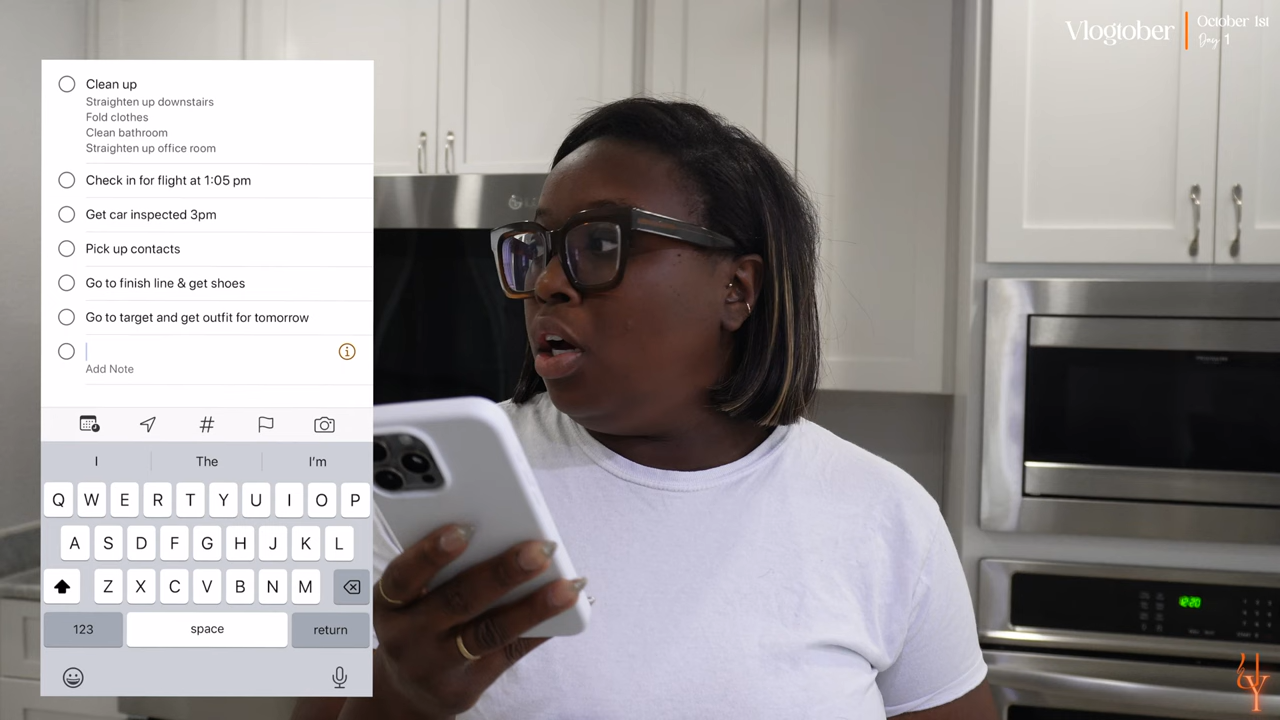 Vlogtober
October 1st
Day 1
Clean up
Straighten up downstairs
Fold clothes
Clean bathroom
Straighten up office room
Check in for flight at 1:05 pm
Get car inspected 3pm
Pick up contacts
Go to finish line & get shoes
Go to target and get outfit for tomorrow
Add Note
I The I'm
Q W E R T Y U I O P
A S D F G H J K L
Z X C V B N M
123 space return
12:20